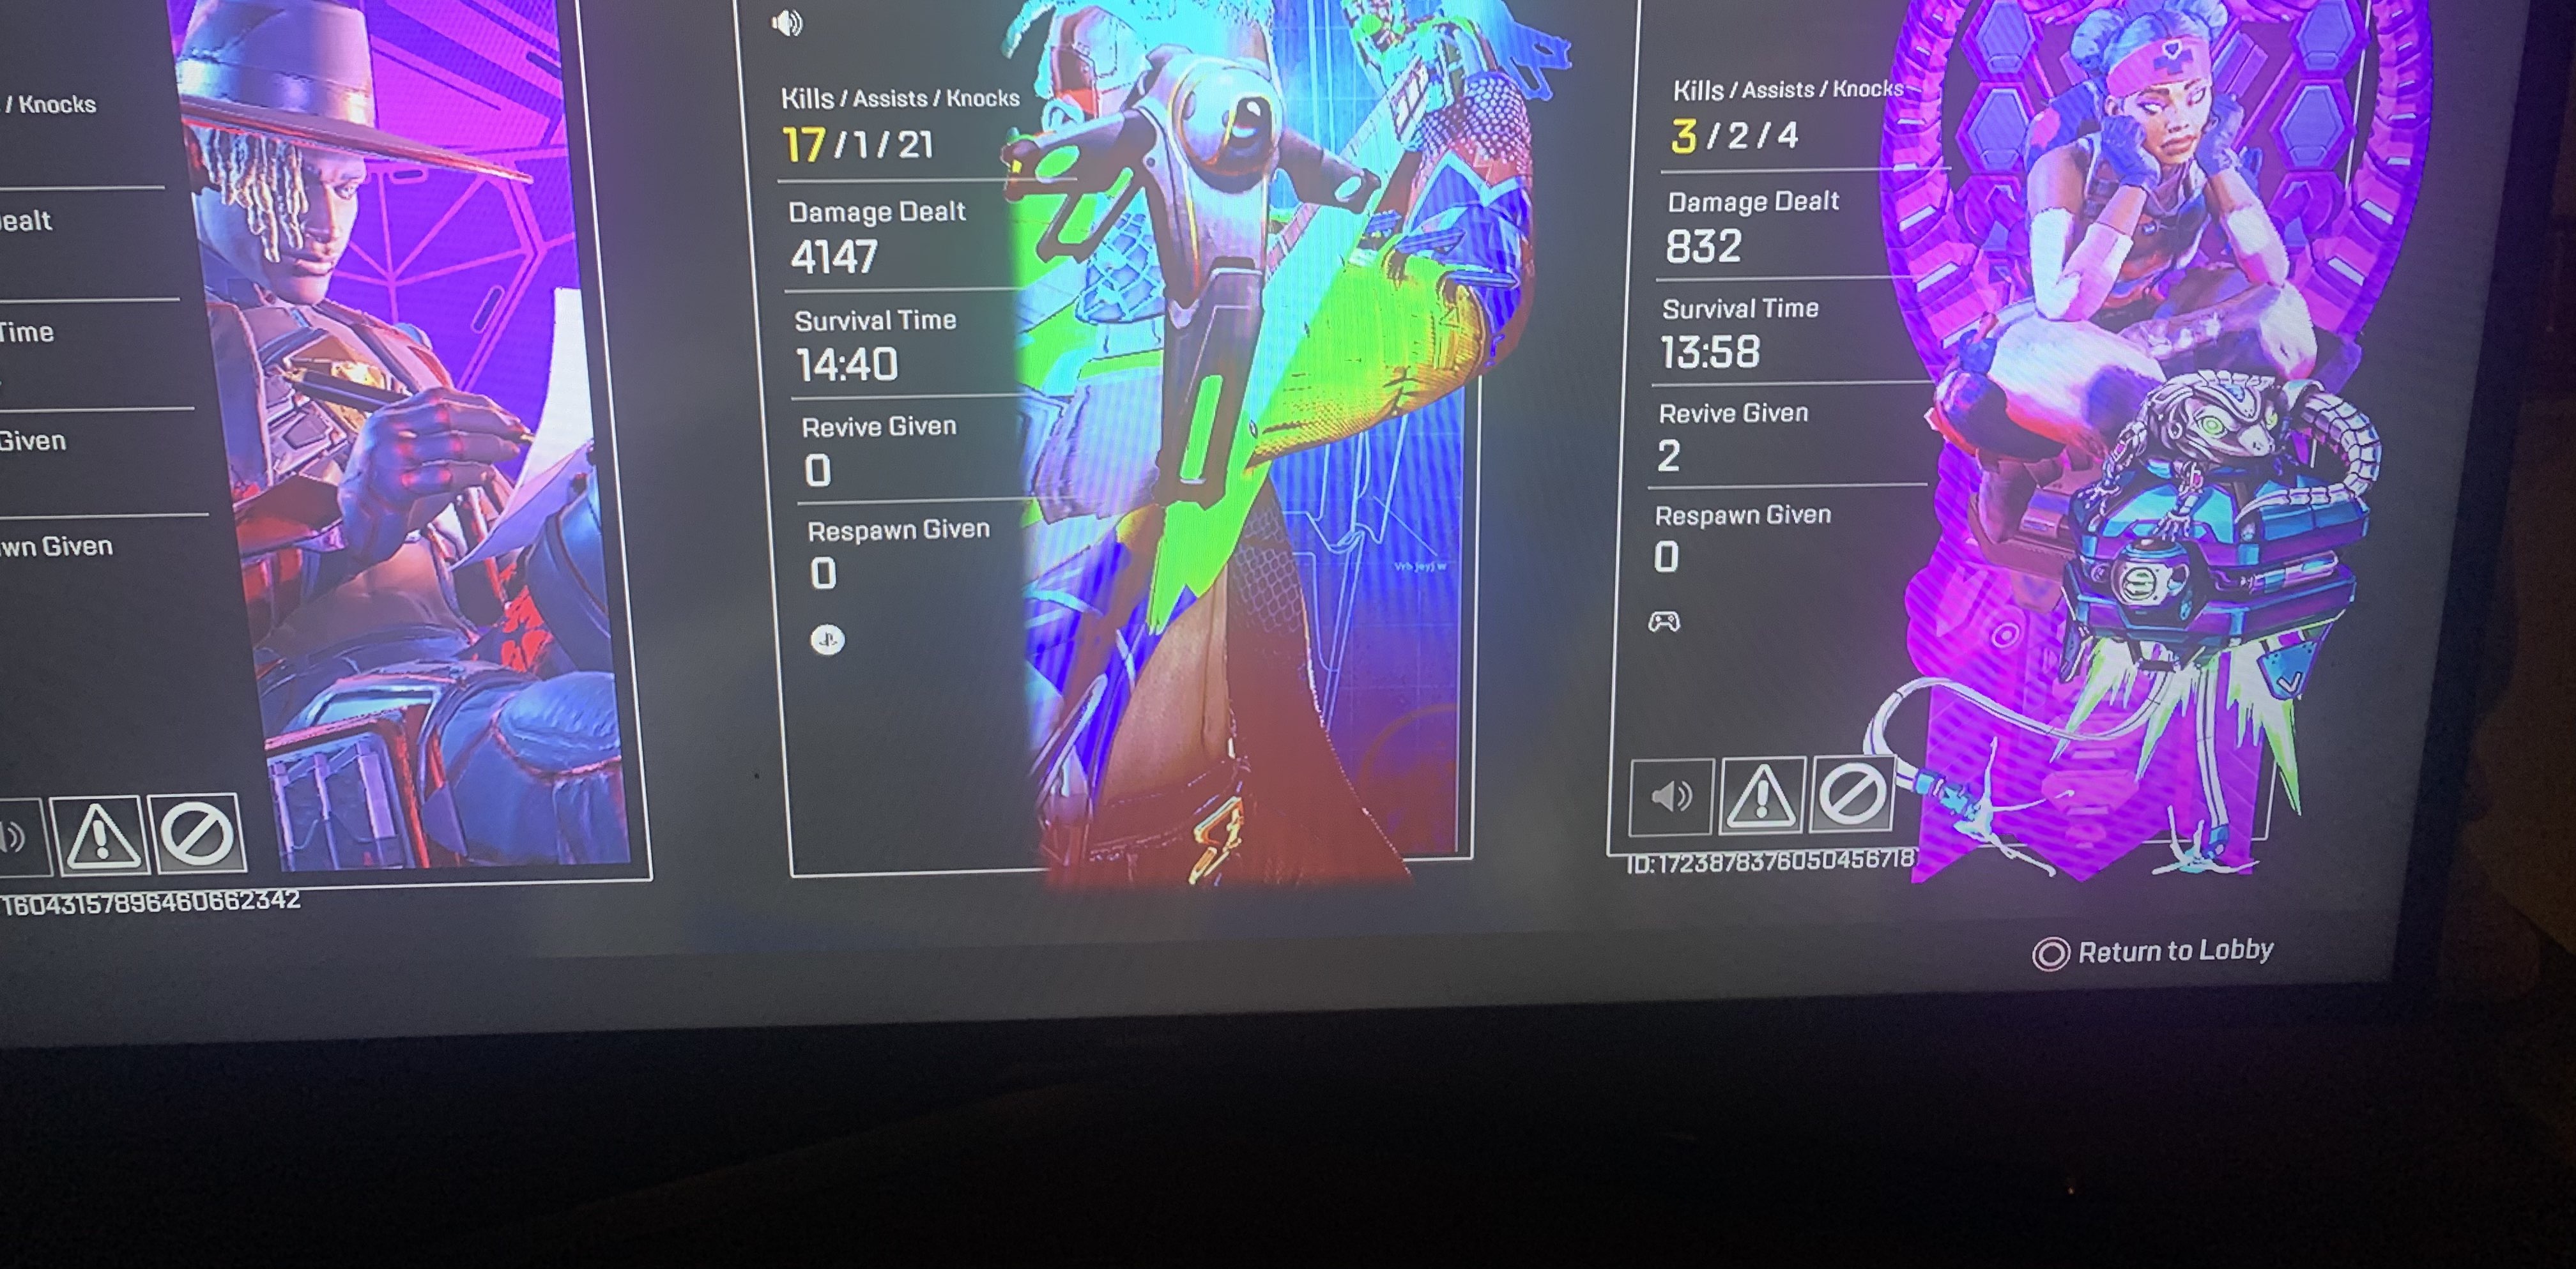 / Knocks
ealt
Time
Given
wn Given
16043157896460662342
Kills / Assists / Knocks
17 / 1 / 21
Damage Dealt
4147
Survival Time
14:40
Revive Given
0
Respawn Given
0
Kills / Assists / Knocks
3 / 2 / 4
Damage Dealt
832
Survival Time
13:58
Revive Given
2
Respawn Given
0
ID:1723878376050456718
Return to Lobby